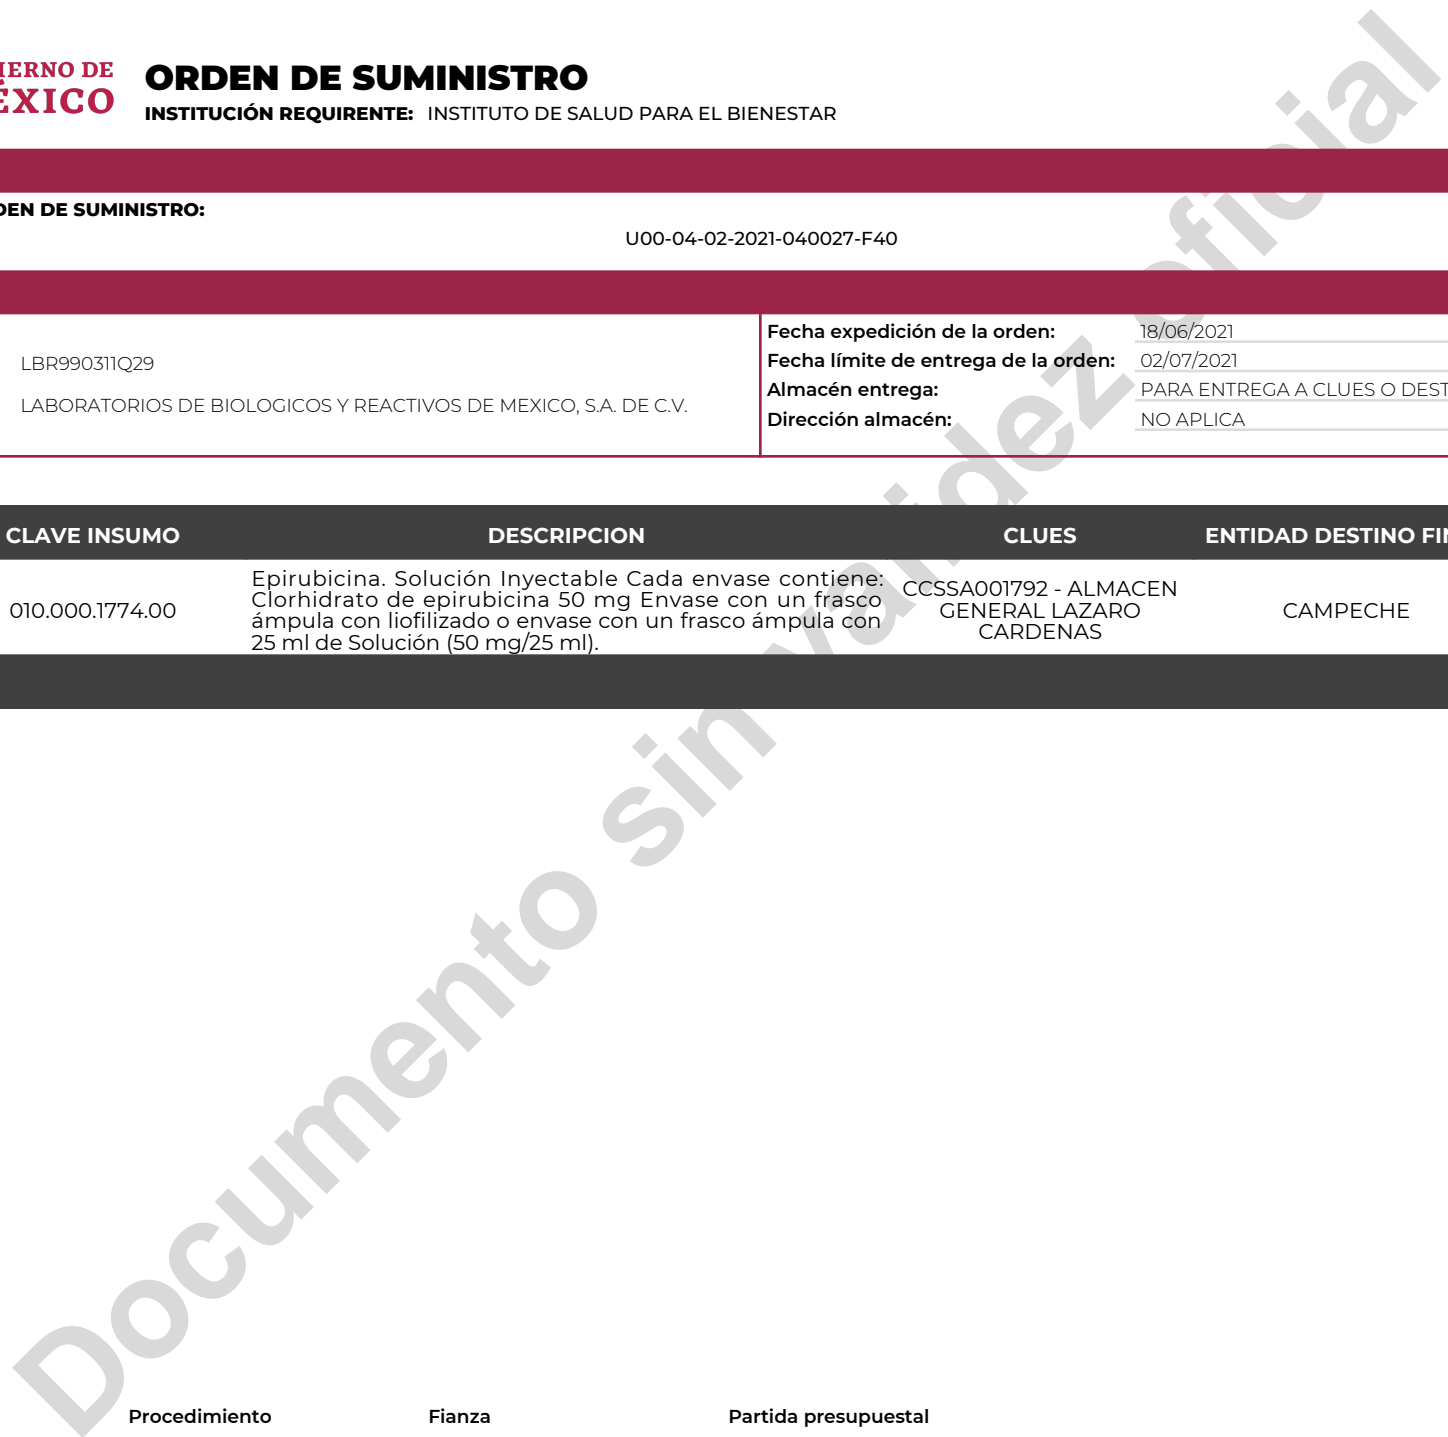 IERNO DE
ÉXICO
ORDEN DE SUMINISTRO
INSTITUCIÓN REQUIRENTE: INSTITUTO DE SALUD PARA EL BIENESTAR
DEN DE SUMINISTRO:
U00-04-02-2021-040027-F40
LBR990311Q29
LABORATORIOS DE BIOLOGICOS Y REACTIVOS DE MEXICO, S.A. DE C.V.
Fecha expedición de la orden: 18/06/2021
Fecha límite de entrega de la orden: 02/07/2021
Almacén entrega: PARA ENTREGA A CLUES O DEST
Dirección almacén: NO APLICA
CLAVE INSUMO DESCRIPCION CLUES ENTIDAD DESTINO FIN
010.000.1774.00
Epirubicina. Solución Inyectable Cada envase contiene:
Clorhidrato de epirubicina 50 mg Envase con un frasco
ámpula con liofilizado o envase con un frasco ámpula con
25 ml de Solución (50 mg/25 ml).
CCSSA001792 - ALMACEN
GENERAL LAZARO
CARDENAS
CAMPECHE
Documento sin validez oficial
Procedimiento Fianza Partida presupuestal